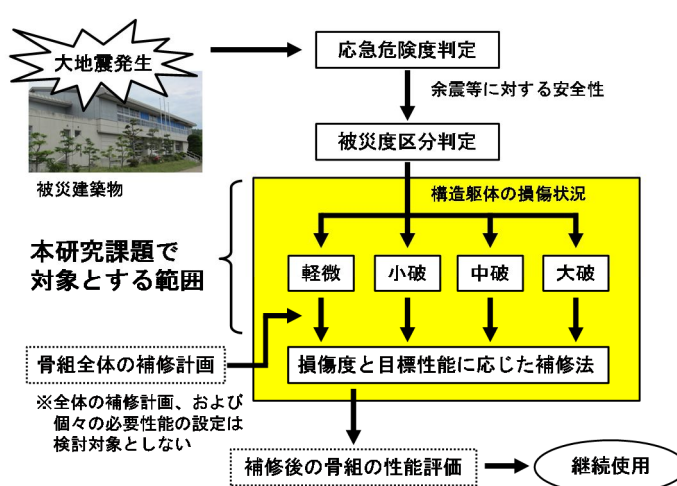 大地震発生
応急危険度判定
余震等に対する安全性
被災度区分判定
被災建築物
構造躯体の損傷状況
本研究課題で
対象とする範囲
軽微
小破
中破
大破
骨組全体の補修計画
損傷度と目標性能に応じた補修法
※全体の補修計画、および
個々の必要性能の設定は
検討対象としない
補修後の骨組の性能評価
継続使用